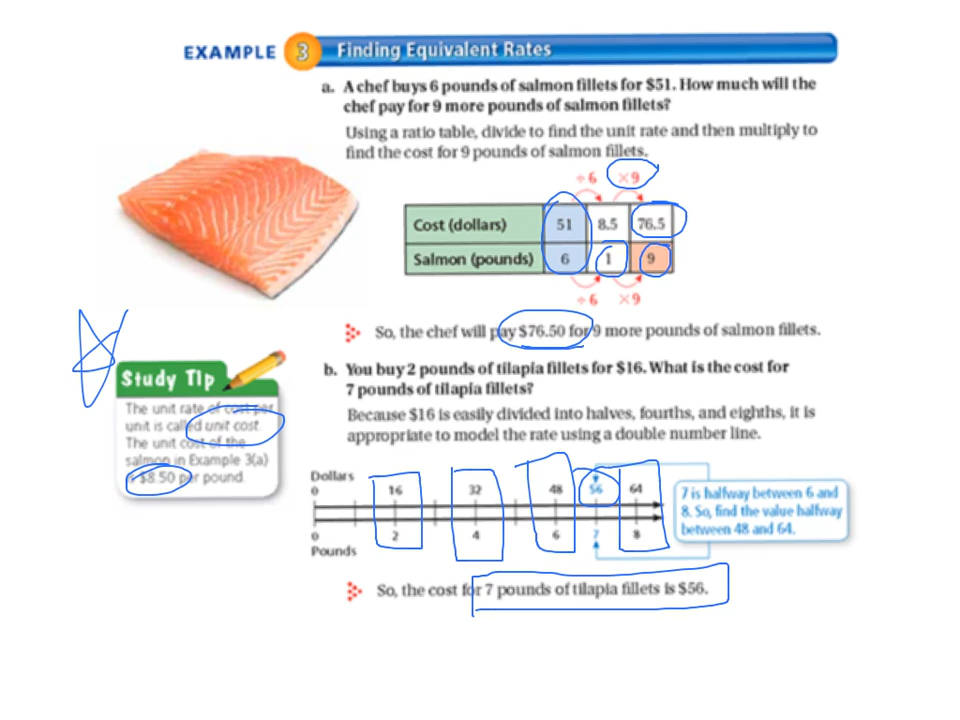 EXAMPLE 3 Finding Equivalent Rates
a. A chef buys 6 pounds of salmon fillets for $51. How much will the
chef pay for 9 more pounds of salmon fillets?
Using a ratio table, divide to find the unit rate and then multiply to
find the cost for 9 pounds of salmon fillets.
÷6 ×9
Cost (dollars) 51 8.5 76.5
Salmon (pounds) 6 1 9
÷6 ×9
So, the chef will pay $76.50 for 9 more pounds of salmon fillets.
Study Tip
The unit rate of cost per
unit is called unit cost.
The unit cost of the
salmon in Example 3(a)
is $8.50 per pound.
b. You buy 2 pounds of tilapia fillets for $16. What is the cost for
7 pounds of tilapia fillets?
Because $16 is easily divided into halves, fourths, and eighths, it is
appropriate to model the rate using a double number line.
Dollars
0 16 32 48 56 64
0 2 4 6 7 8
Pounds
7 is halfway between 6 and
8. So, find the value halfway
between 48 and 64.
So, the cost for 7 pounds of tilapia fillets is $56.